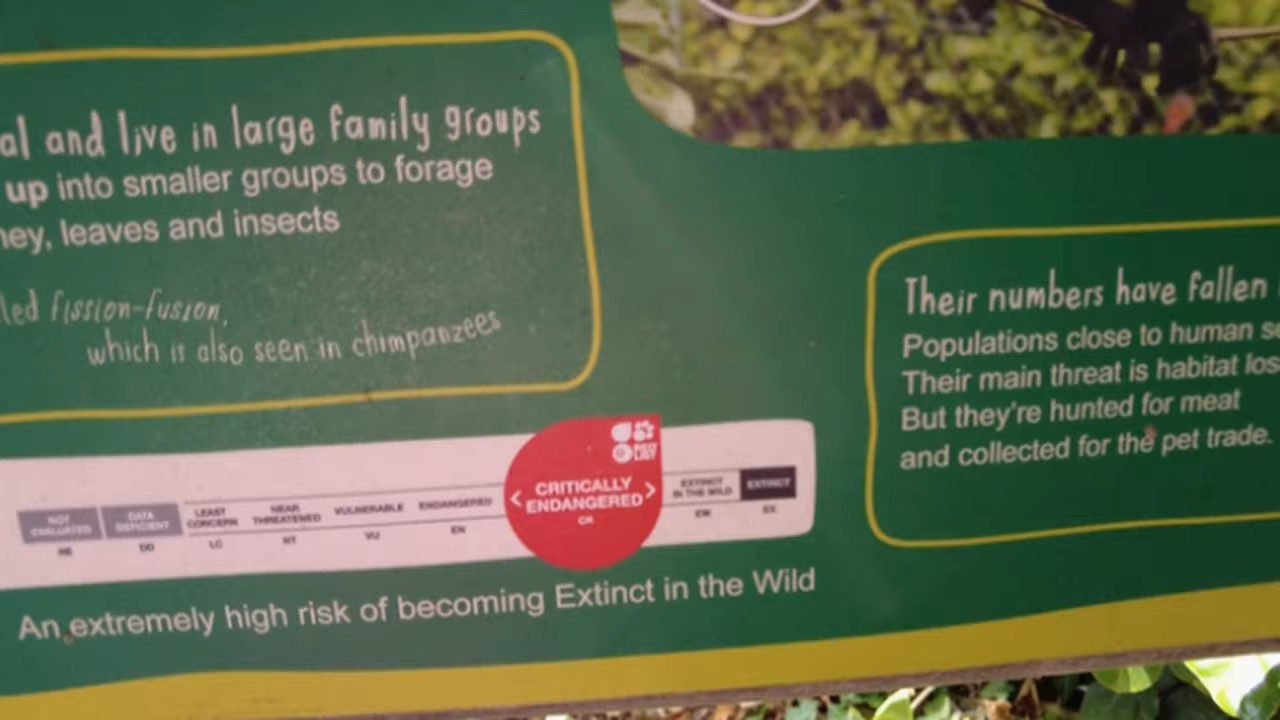 al and live in large family groups
up into smaller groups to forage
ney, leaves and insects
led fission-fusion,
which is also seen in chimpanzees
Their numbers have fallen
Populations close to human s
Their main threat is habitat los
But they're hunted for meat
and collected for the pet trade.
RED LIST
NOT EVALUATED
NE
DATA DEFICIENT
DD
LEAST CONCERN
LC
NEAR THREATENED
NT
VULNERABLE
VU
ENDANGERED
EN
< CRITICALLY ENDANGERED >
CR
EXTINCT IN THE WILD
EW
EXTINCT
EX
An extremely high risk of becoming Extinct in the Wild